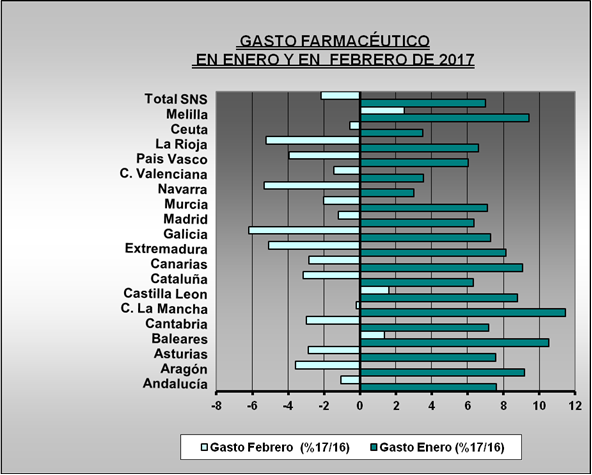 GASTO FARMACÉUTICO
EN ENERO Y EN FEBRERO DE 2017
Total SNS
Melilla
Ceuta
La Rioja
Pais Vasco
C. Valenciana
Navarra
Murcia
Madrid
Galicia
Extremadura
Canarias
Cataluña
Castilla Leon
C. La Mancha
Cantabria
Baleares
Asturias
Aragón
Andalucía
-8 -6 -4 -2 0 2 4 6 8 10 12
Gasto Febrero (%17/16) Gasto Enero (%17/16)